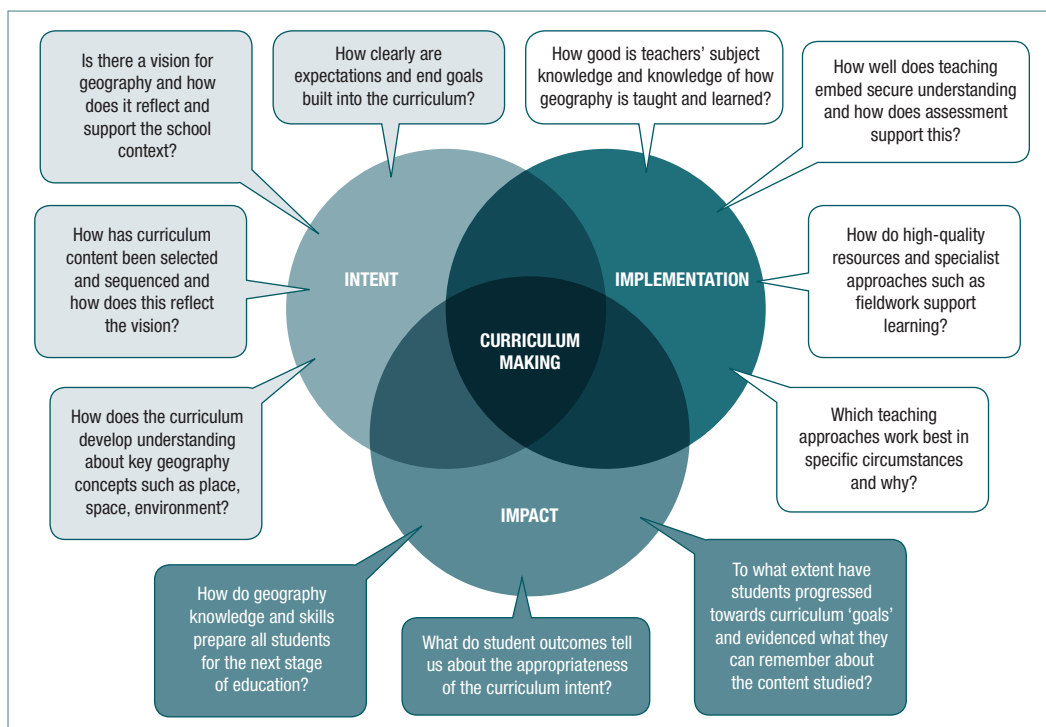 Is there a vision for
geography and how
does it reflect and
support the school
context?
How clearly are
expectations and end goals
built into the curriculum?
How good is teachers’ subject
knowledge and knowledge of how
geography is taught and learned?
How well does teaching
embed secure understanding
and how does assessment
support this?
How has curriculum
content been selected
and sequenced and
how does this reflect
the vision?
INTENT
IMPLEMENTATION
How do high-quality
resources and specialist
approaches such as
fieldwork support
learning?
CURRICULUM
MAKING
How does the curriculum
develop understanding
about key geography
concepts such as place,
space, environment?
Which teaching
approaches work best in
specific circumstances
and why?
IMPACT
How do geography
knowledge and skills
prepare all students
for the next stage
of education?
What do student outcomes tell
us about the appropriateness
of the curriculum intent?
To what extent have
students progressed
towards curriculum ‘goals’
and evidenced what they
can remember about
the content studied?